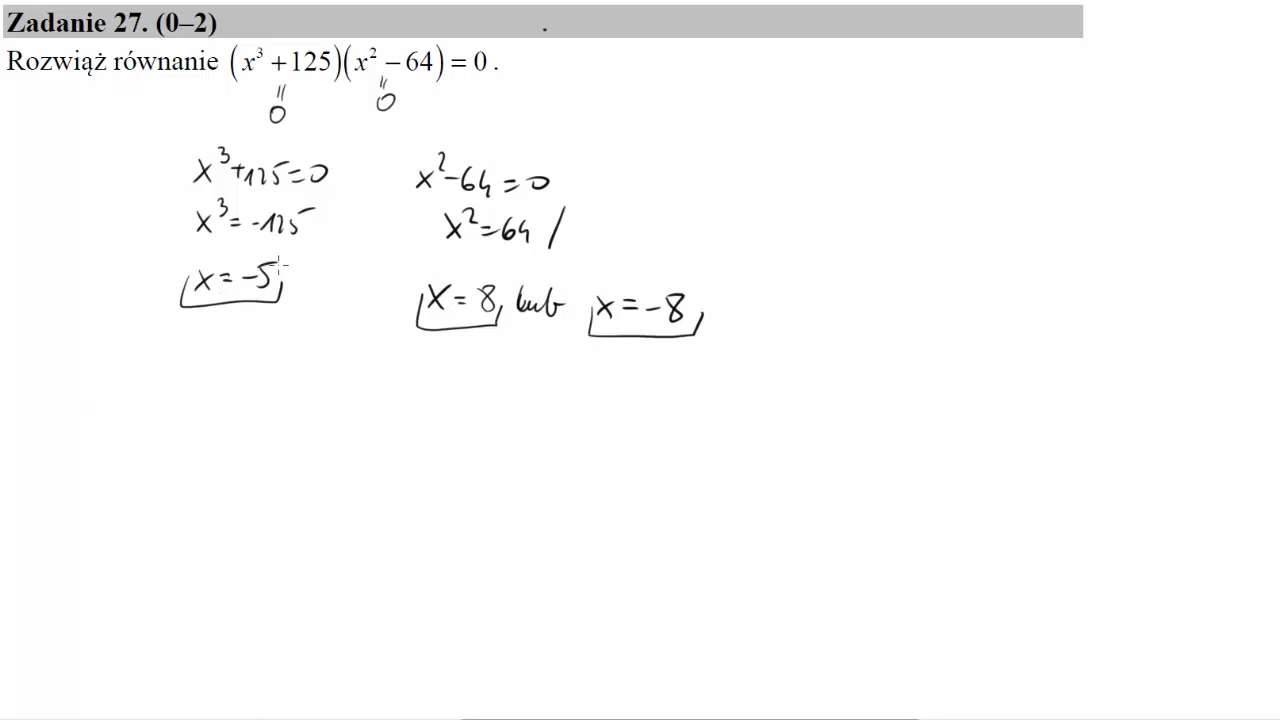 Zadanie 27. (0–2)
Rozwiąż równanie (x³ + 125)(x² − 64) = 0 .
= 0 = 0
x³+125=0 x²-64=0
x³=-125 x²=64 /
x=-5 x=8, lub x=-8,